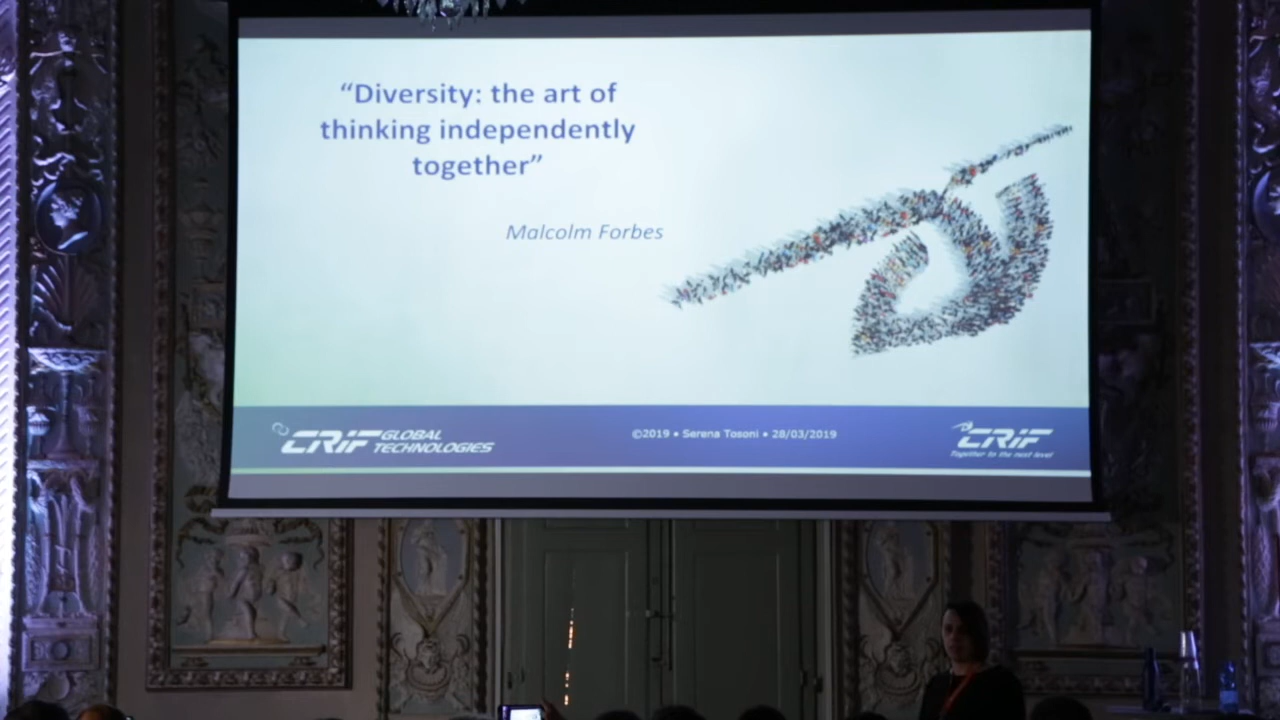 “Diversity: the art of
thinking independently
together”
Malcolm Forbes
CRIF GLOBAL
TECHNOLOGIES
©2019 • Serena Tosoni • 28/03/2019
CRIF
Together to the next level